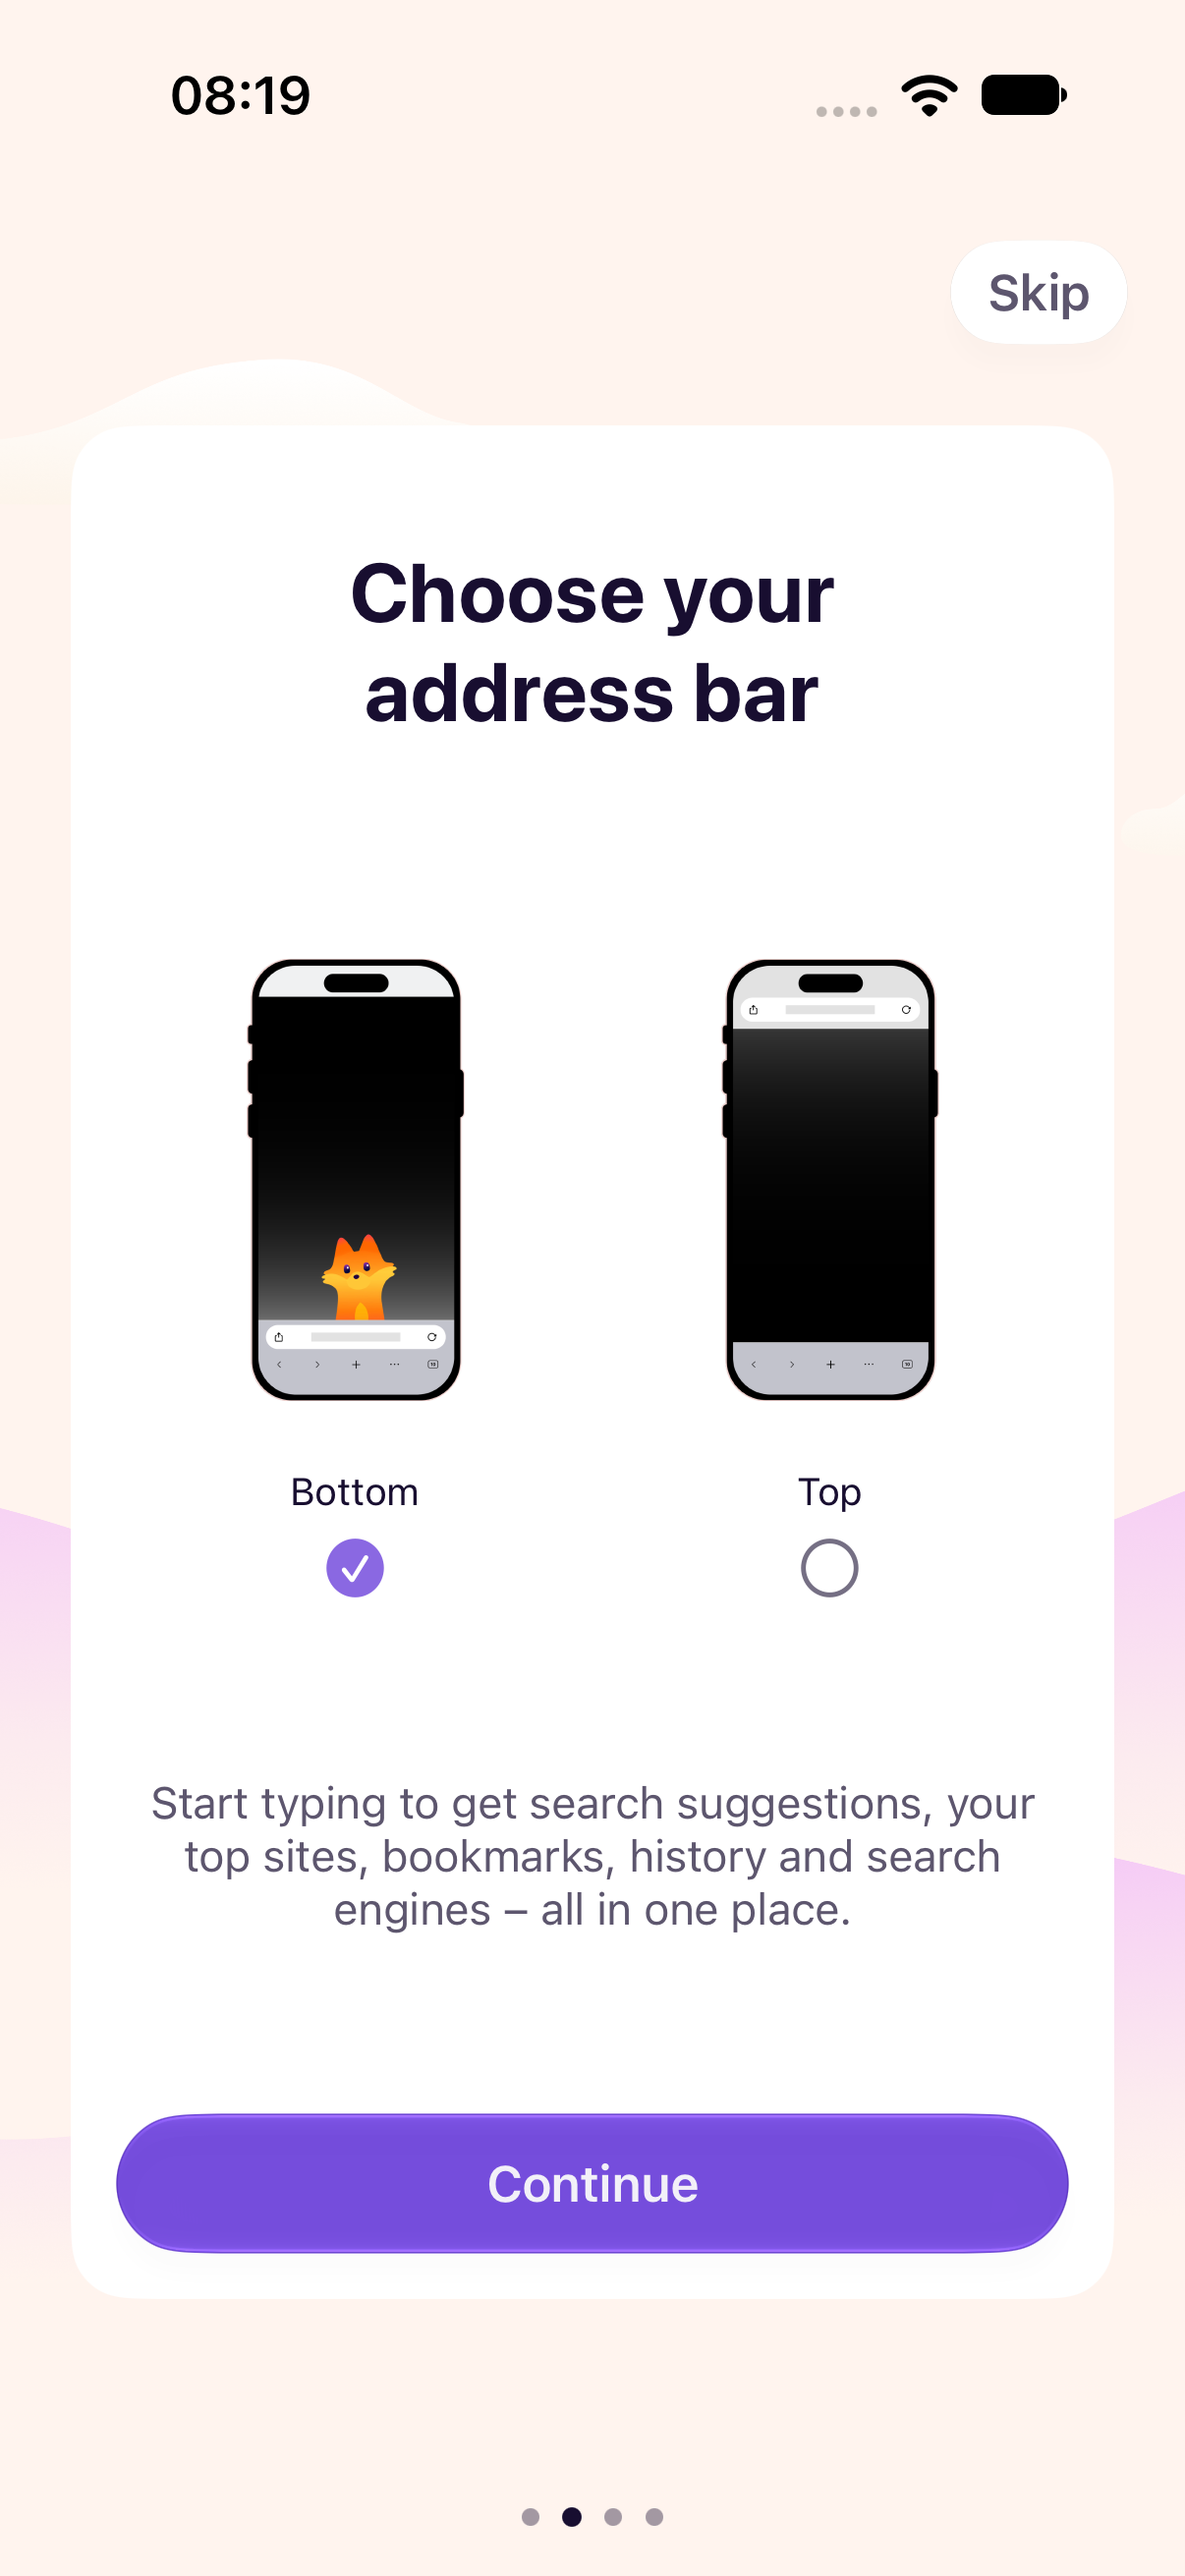 08:19
Skip
Choose your
address bar
Bottom
Top
Start typing to get search suggestions, your
top sites, bookmarks, history and search
engines – all in one place.
Continue